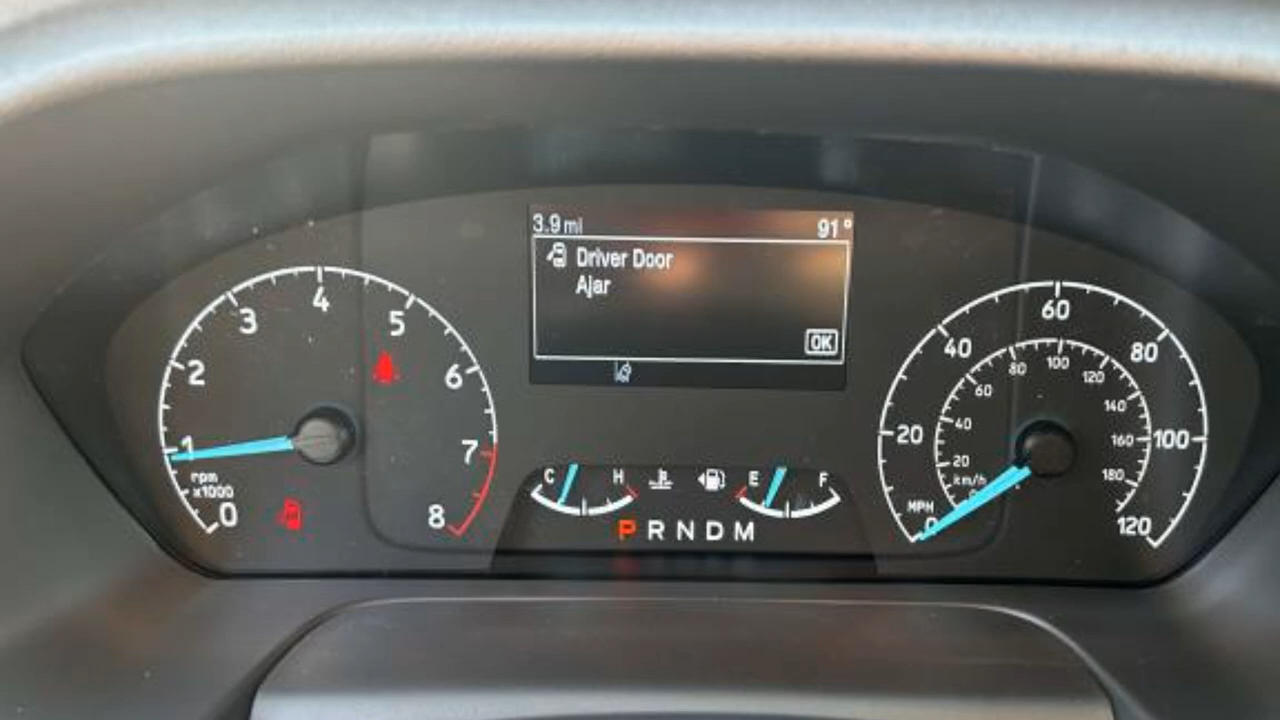 3.9 mi 91°
Driver Door
Ajar
OK
0 1 2 3 4 5 6 7 8
rpm
x1000
C H
E F
P R N D M
0 20 40 60 80 100 120
MPH
20 40 60 80 100 120 140 160 180
km/h